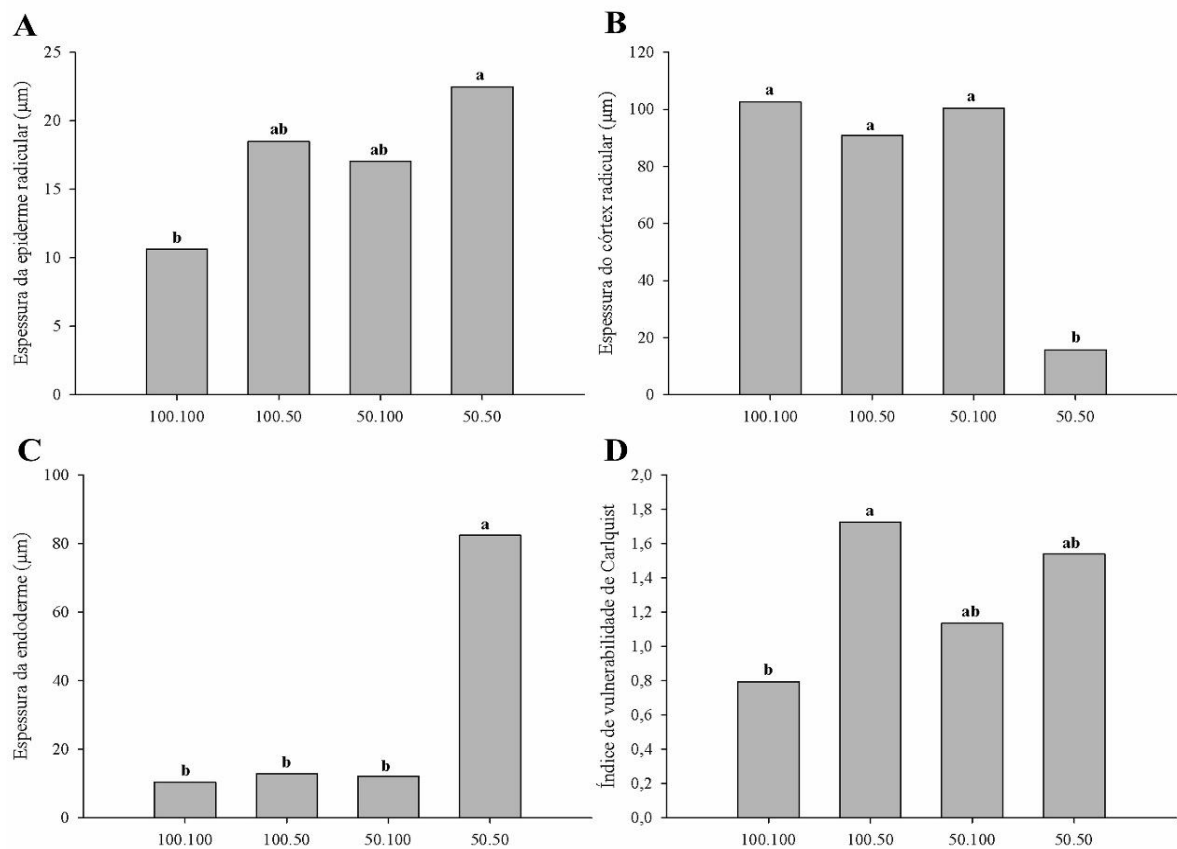 A
Espessura da epiderme radicular (µm)
25
20
15
10
5
0
b
ab
ab
a
100.100
100.50
50.100
50.50
B
Espessura do córtex radicular (µm)
120
100
80
60
40
20
0
a
a
a
b
100.100
100.50
50.100
50.50
C
Espessura da endoderme (µm)
100
80
60
40
20
0
b
b
b
a
100.100
100.50
50.100
50.50
D
Índice de vulnerabilidade de Carlquist
2,0
1,8
1,6
1,4
1,2
1,0
0,8
0,6
0,4
0,2
0,0
b
a
ab
ab
100.100
100.50
50.100
50.50